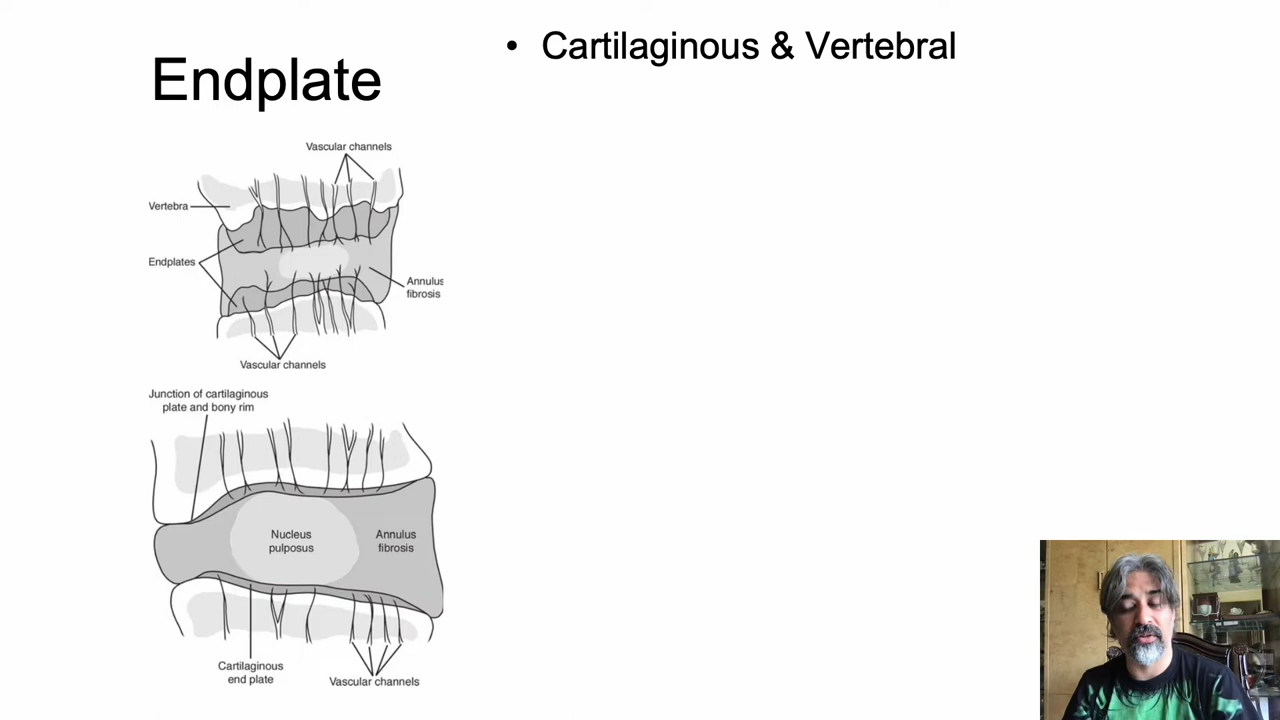 Endplate
• Cartilaginous & Vertebral
Vascular channels
Vertebra
Endplates
Annulus
fibrosis
Vascular channels
Junction of cartilaginous
plate and bony rim
Nucleus
pulposus
Annulus
fibrosis
Cartilaginous
end plate
Vascular channels